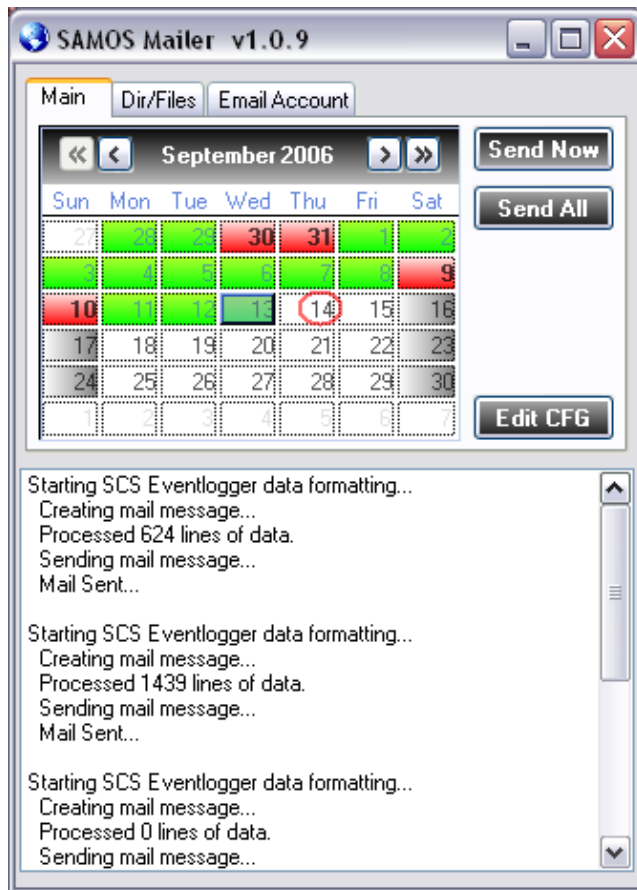 SAMOS Mailer v1.0.9
Main Dir/Files Email Account
September 2006
Send Now
Sun Mon Tue Wed Thu Fri Sat
Send All
27 28 29 30 31 1 2
3 4 5 6 7 8 9
10 11 12 13 14 15 16
17 18 19 20 21 22 23
24 25 26 27 28 29 30
1 2 3 4 5 6 7
Edit CFG
Starting SCS Eventlogger data formatting...
Creating mail message...
Processed 624 lines of data.
Sending mail message...
Mail Sent...
Starting SCS Eventlogger data formatting...
Creating mail message...
Processed 1439 lines of data.
Sending mail message...
Mail Sent...
Starting SCS Eventlogger data formatting...
Creating mail message...
Processed 0 lines of data.
Sending mail message...